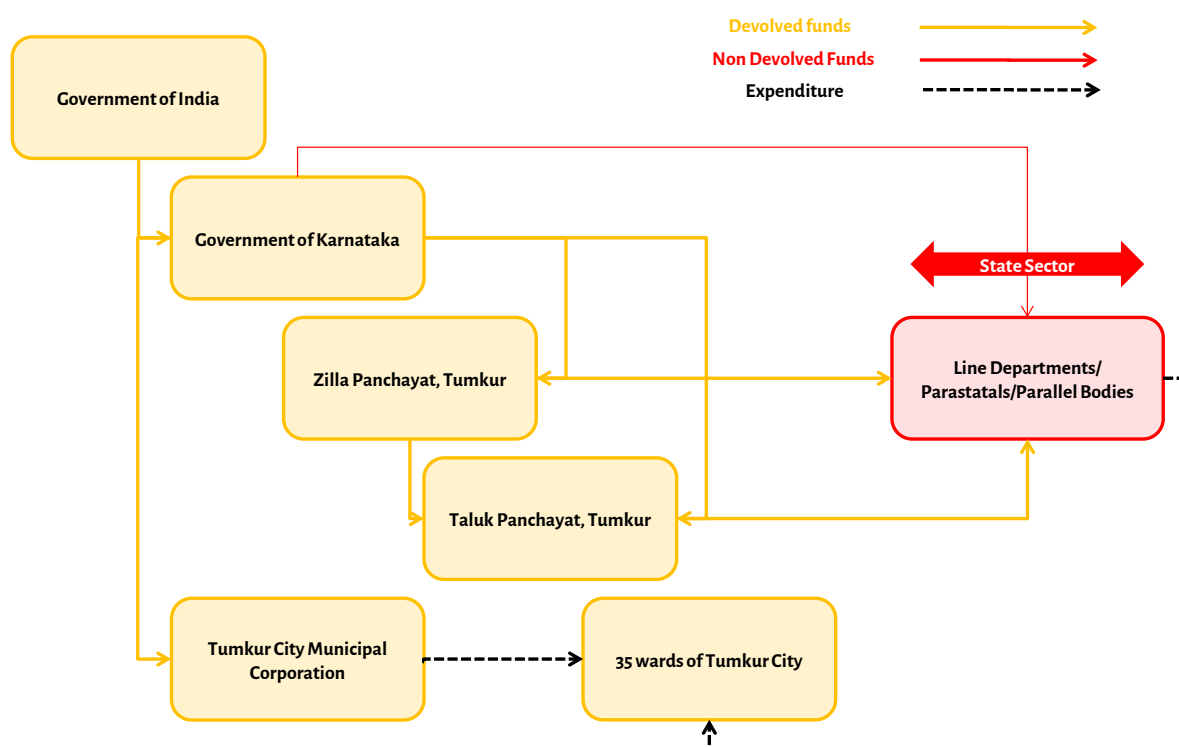 Devolved funds
Non Devolved Funds
Expenditure
Government of India
Government of Karnataka
State Sector
Zilla Panchayat, Tumkur
Line Departments/
Parastatals/Parallel Bodies
Taluk Panchayat, Tumkur
Tumkur City Municipal
Corporation
35 wards of Tumkur City